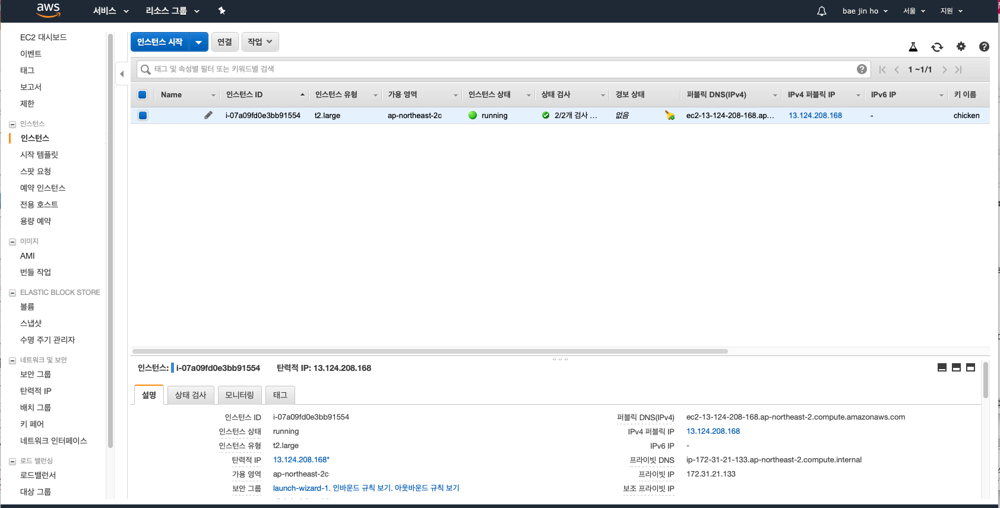 aws 서비스 리소스 그룹 bae jin ho 서울 지원
EC2 대시보드
이벤트
태그
보고서
제한
인스턴스
인스턴스
시작 템플릿
스팟 요청
예약 인스턴스
전용 호스트
용량 예약
이미지
AMI
번들 작업
ELASTIC BLOCK STORE
볼륨
스냅샷
수명 주기 관리자
네트워크 및 보안
보안 그룹
탄력적 IP
배치 그룹
키 페어
네트워크 인터페이스
로드 밸런싱
로드밸런서
대상 그룹
인스턴스 시작 연결 작업
태그 및 속성별 필터 또는 키워드별 검색 1 ~1/1
Name 인스턴스 ID 인스턴스 유형 가용 영역 인스턴스 상태 상태 검사 경보 상태 퍼블릭 DNS(IPv4) IPv4 퍼블릭 IP IPv6 IP 키 이름
i-07a09fd0e3bb91554 t2.large ap-northeast-2c running 2/2개 검사 ... 없음 ec2-13-124-208-168.ap... 13.124.208.168 - chicken
인스턴스: i-07a09fd0e3bb91554 탄력적 IP: 13.124.208.168
설명 상태 검사 모니터링 태그
인스턴스 ID i-07a09fd0e3bb91554
인스턴스 상태 running
인스턴스 유형 t2.large
탄력적 IP 13.124.208.168*
가용 영역 ap-northeast-2c
보안 그룹 launch-wizard-1. 인바운드 규칙 보기. 아웃바운드 규칙 보기
퍼블릭 DNS(IPv4) ec2-13-124-208-168.ap-northeast-2.compute.amazonaws.com
IPv4 퍼블릭 IP 13.124.208.168
IPv6 IP -
프라이빗 DNS ip-172-31-21-133.ap-northeast-2.compute.internal
프라이빗 IP 172.31.21.133
보조 프라이빗 IP